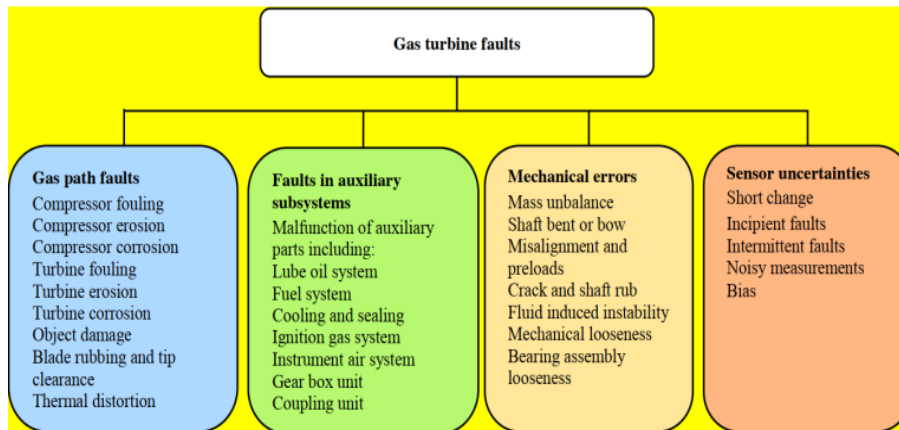 Gas turbine faults
Gas path faults
Compressor fouling
Compressor erosion
Compressor corrosion
Turbine fouling
Turbine erosion
Turbine corrosion
Object damage
Blade rubbing and tip
clearance
Thermal distortion
Faults in auxiliary
subsystems
Malfunction of auxiliary
parts including:
Lube oil system
Fuel system
Cooling and sealing
Ignition gas system
Instrument air system
Gear box unit
Coupling unit
Mechanical errors
Mass unbalance
Shaft bent or bow
Misalignment and
preloads
Crack and shaft rub
Fluid induced instability
Mechanical looseness
Bearing assembly
looseness
Sensor uncertainties
Short change
Incipient faults
Intermittent faults
Noisy measurements
Bias